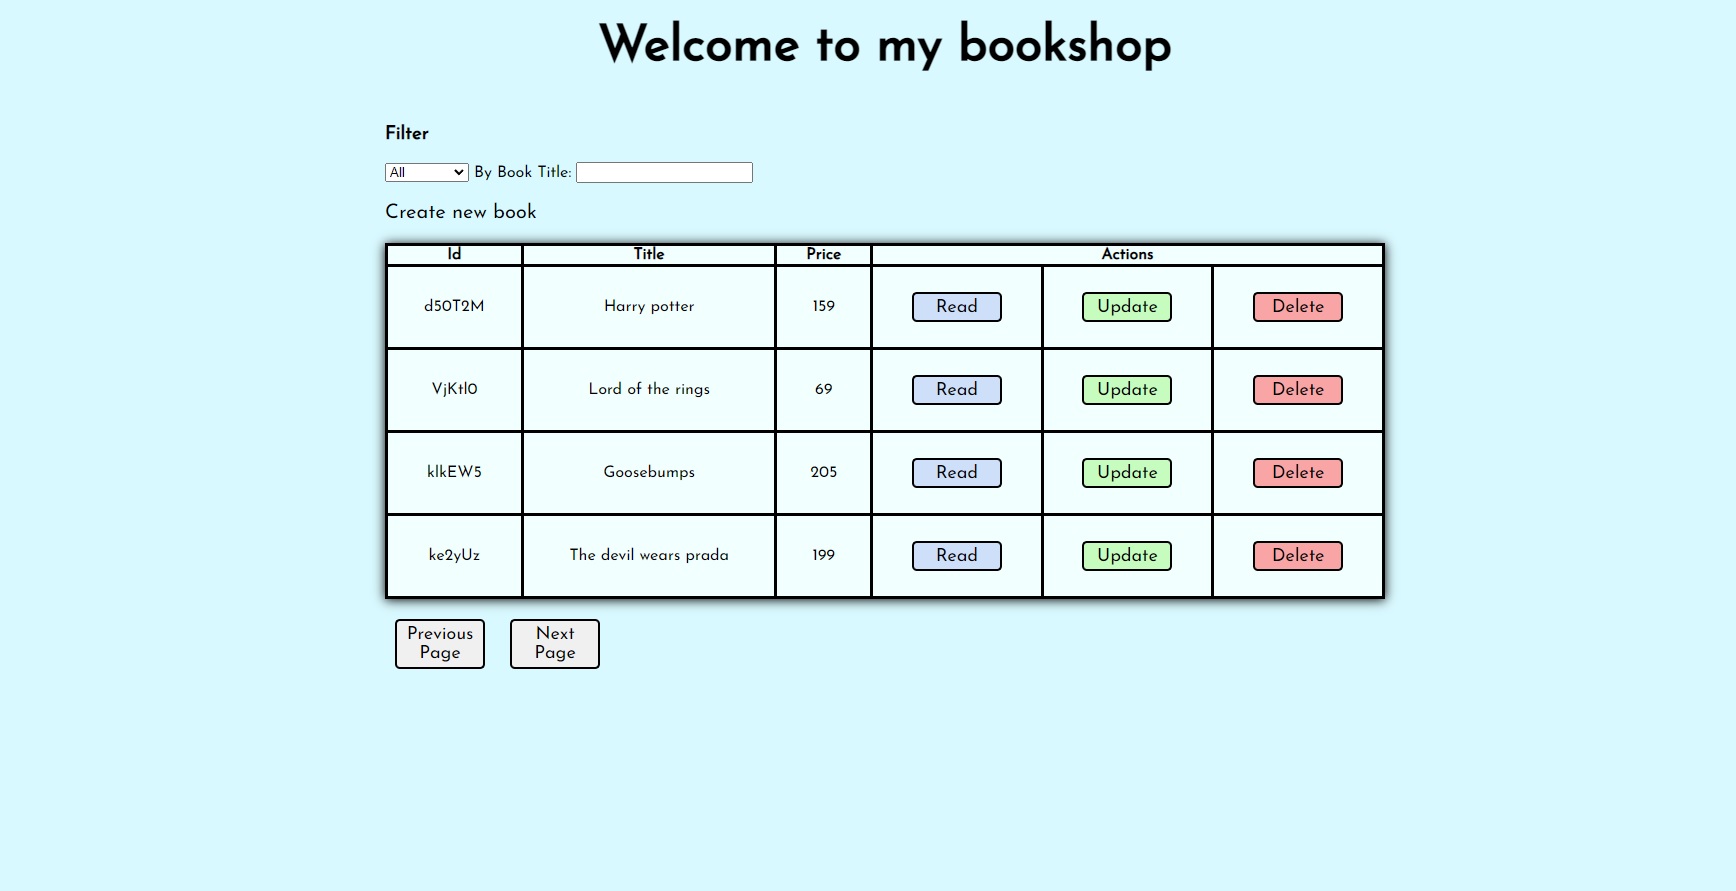 Welcome to my bookshop
Filter
All By Book Title:
Create new book
Id Title Price Actions
d50T2M Harry potter 159 Read Update Delete
VjKtl0 Lord of the rings 69 Read Update Delete
klkEW5 Goosebumps 205 Read Update Delete
ke2yUz The devil wears prada 199 Read Update Delete
Previous Page
Next Page